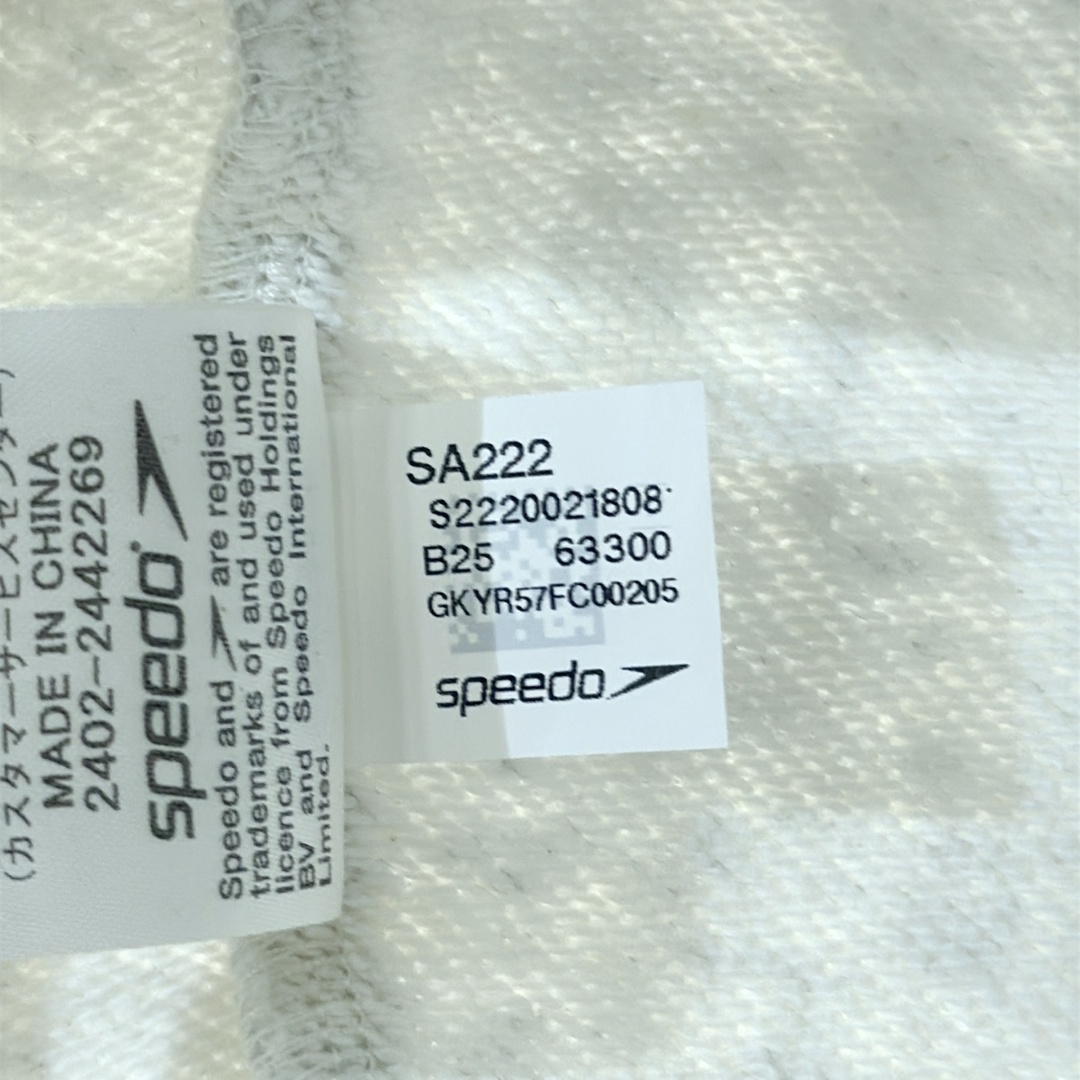 (カスタマーサービスセンター)
MADE IN CHINA
2402-2442269
speedo
Speedo and are registered
trademarks of and used under
licence from Speedo Holdings
BV and Speedo International
Limited.
SA222
S2220021808
B25 63300
GKYR57FC00205
speedo